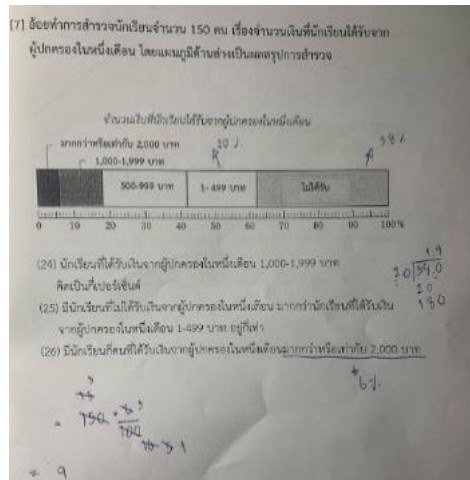 [7] อ้อยทำการสำรวจนักเรียนจำนวน 150 คน เรื่องจำนวนเงินที่นักเรียนได้รับจาก
ผู้ปกครองในหนึ่งเดือน โดยแผนภูมิด้านล่างเป็นผลสรุปการสำรวจ
จำนวนเงินที่นักเรียนได้รับจากผู้ปกครองในหนึ่งเดือน
มากกว่าหรือเท่ากับ 2,000 บาท 20% 38%
1,000-1,999 บาท
500-999 บาท 1-499 บาท ไม่ได้รับ
0 10 20 30 40 50 60 70 80 90 100%
(24) นักเรียนที่ได้รับเงินจากผู้ปกครองในหนึ่งเดือน 1,000-1,999 บาท
คิดเป็นกี่เปอร์เซ็นต์
(25) มีนักเรียนที่ไม่ได้รับเงินจากผู้ปกครองในหนึ่งเดือน มากกว่านักเรียนที่ได้รับเงิน
จากผู้ปกครองในหนึ่งเดือน 1-499 บาท อยู่กี่เท่า
(26) มีนักเรียนกี่คนที่ได้รับเงินจากผู้ปกครองในหนึ่งเดือนมากกว่าหรือเท่ากับ 2,000 บาท
1.9
20
20
180
6%
= 9